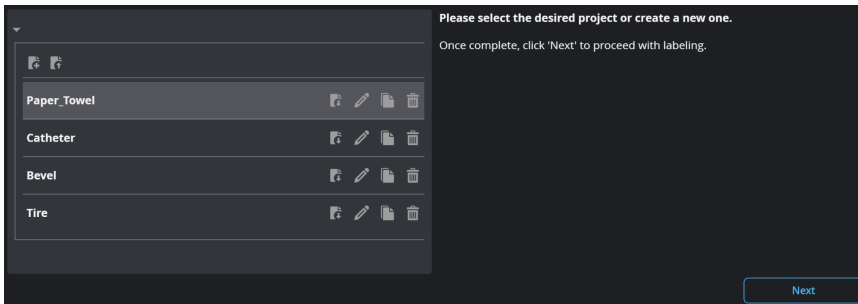 Please select the desired project or create a new one.
Once complete, click 'Next' to proceed with labeling.
Paper_Towel
Catheter
Bevel
Tire
Next